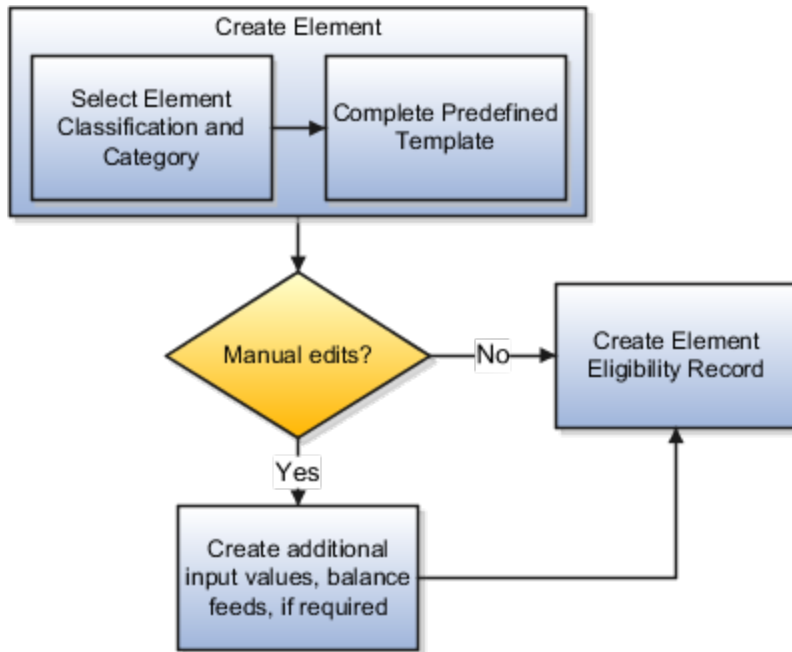 Create Element
Select Element
Classification and
Category
Complete Predefined
Template
Manual edits?
No
Create Element
Eligibility Record
Yes
Create additional
input values, balance
feeds, if required